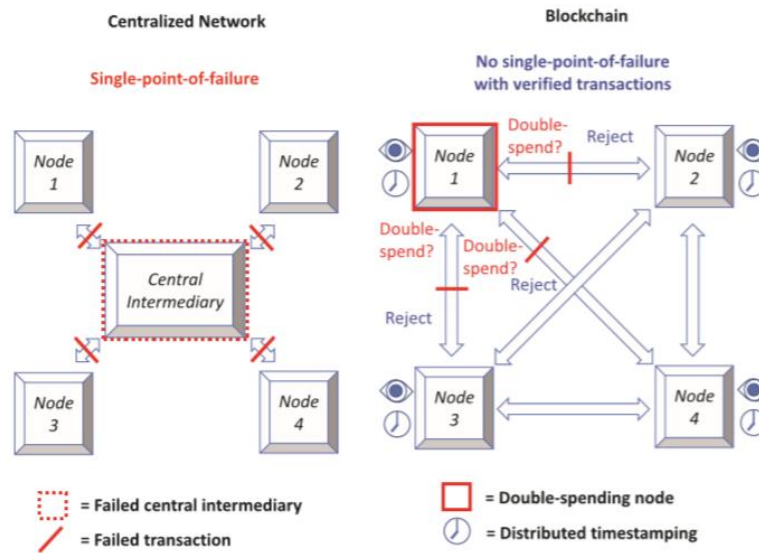 Centralized Network
Single-point-of-failure
Node
1
Node
2
Central
Intermediary
Node
3
Node
4
= Failed central intermediary
= Failed transaction
Blockchain
No single-point-of-failure
with verified transactions
Node
1
Double-
spend?
Reject
Node
2
Double-
spend?
Double-
spend?
Reject
Reject
Node
3
Node
4
= Double-spending node
= Distributed timestamping